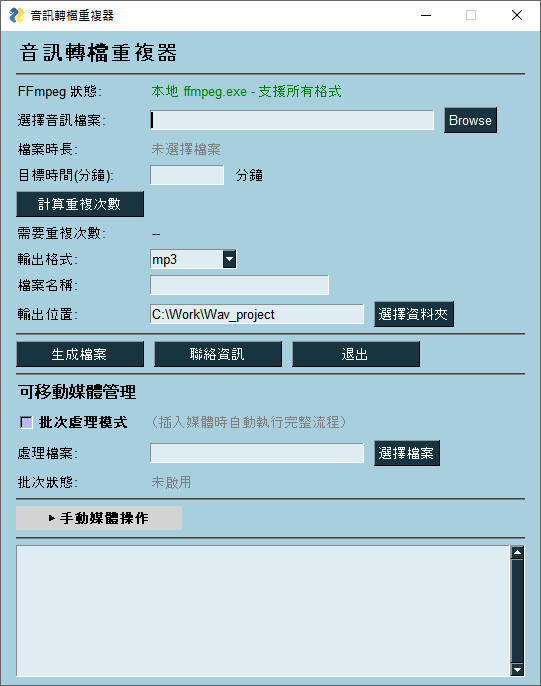 音訊轉檔重複器
音訊轉檔重複器
FFmpeg 狀態: 本地 ffmpeg.exe - 支援所有格式
選擇音訊檔案: Browse
檔案時長: 未選擇檔案
目標時間(分鐘): 分鐘
計算重複次數
需要重複次數: --
輸出格式: mp3
檔案名稱:
輸出位置: C:\Work\Wav_project 選擇資料夾
生成檔案 聯絡資訊 退出
可移動媒體管理
批次處理模式 （插入媒體時自動執行完整流程）
處理檔案: 選擇檔案
批次狀態: 未啟用
▶ 手動媒體操作